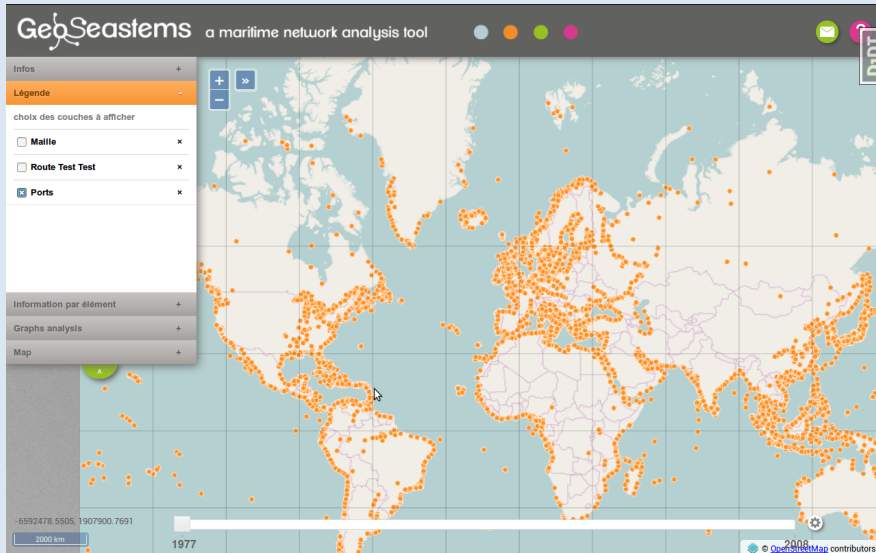 GeoSeastems a maritime network analysis tool
Infos +
Légende -
choix des couches à afficher
Maille ×
Route Test Test ×
Ports ×
Information par élément +
Graphs analysis +
Map +
+ »
−
-6592478.5505, 1907900.7691
2000 km
1977
2008
© OpenStreetMap contributors